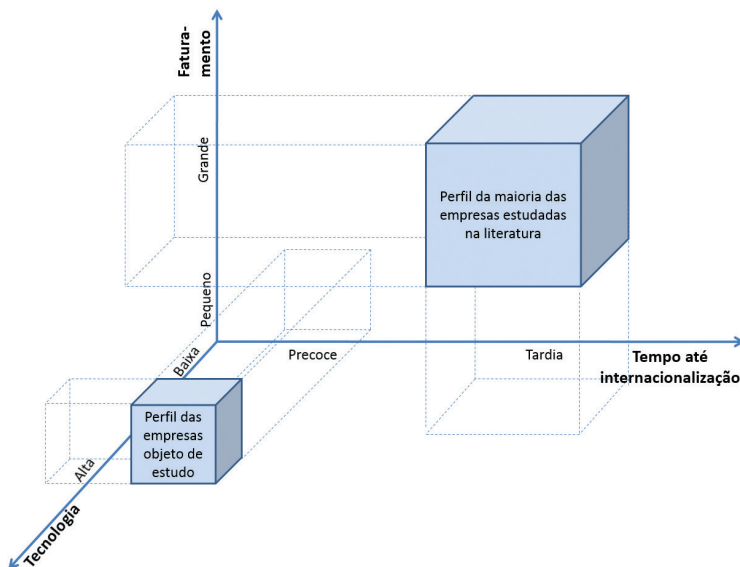 Fatura-
mento
Grande
Perfil da maioria das
empresas estudadas
na literatura
Pequeno
Baixa
Precoce
Tardia
Tempo até
internacionalização
Perfil das
empresas
objeto de
estudo
Alta
Tecnologia